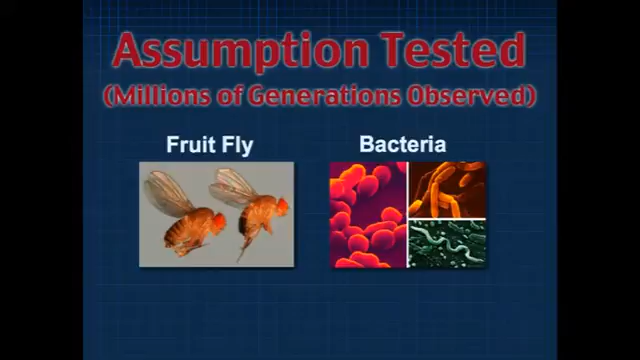 Assumption Tested
(Millions of Generations Observed)
Fruit Fly
Bacteria